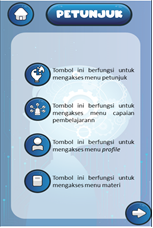 PETUNJUK
Tombol ini berfungsi untuk
mengakses menu petunjuk
Tombol ini berfungsi untuk
mengakses menu capaian
pembelajarann
Tombol ini berfungsi untuk
mengakses menu profile
Tombol ini berfungsi untuk
mengakses menu materi